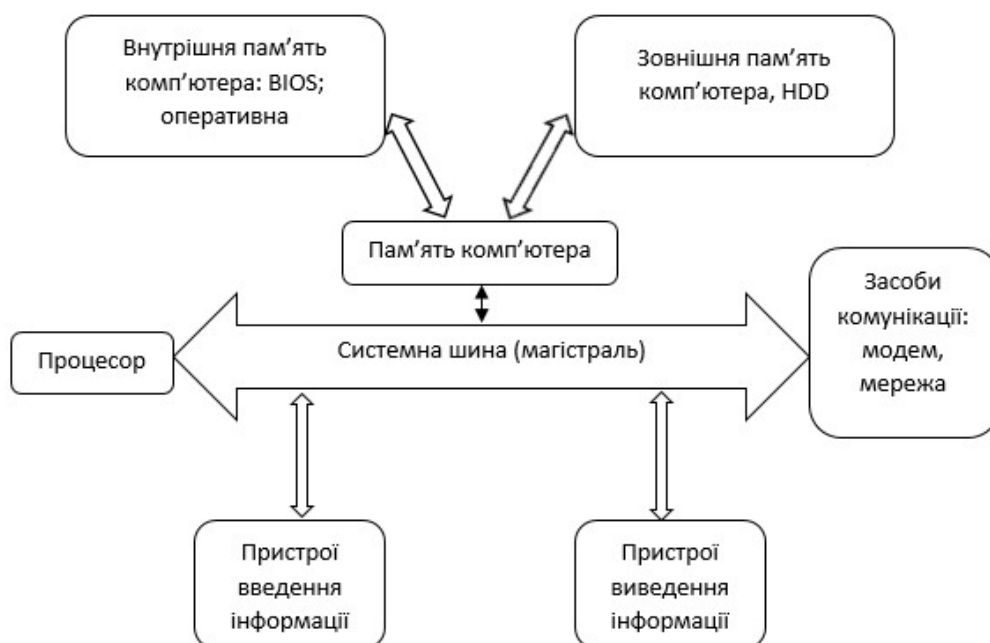 Внутрішня пам’ять
комп’ютера: BIOS;
оперативна
Зовнішня пам’ять
комп’ютера, HDD
Пам’ять комп’ютера
Процесор
Системна шина (магістраль)
Засоби
комунікації:
модем,
мережа
Пристрої
введення
інформації
Пристрої
виведення
інформації